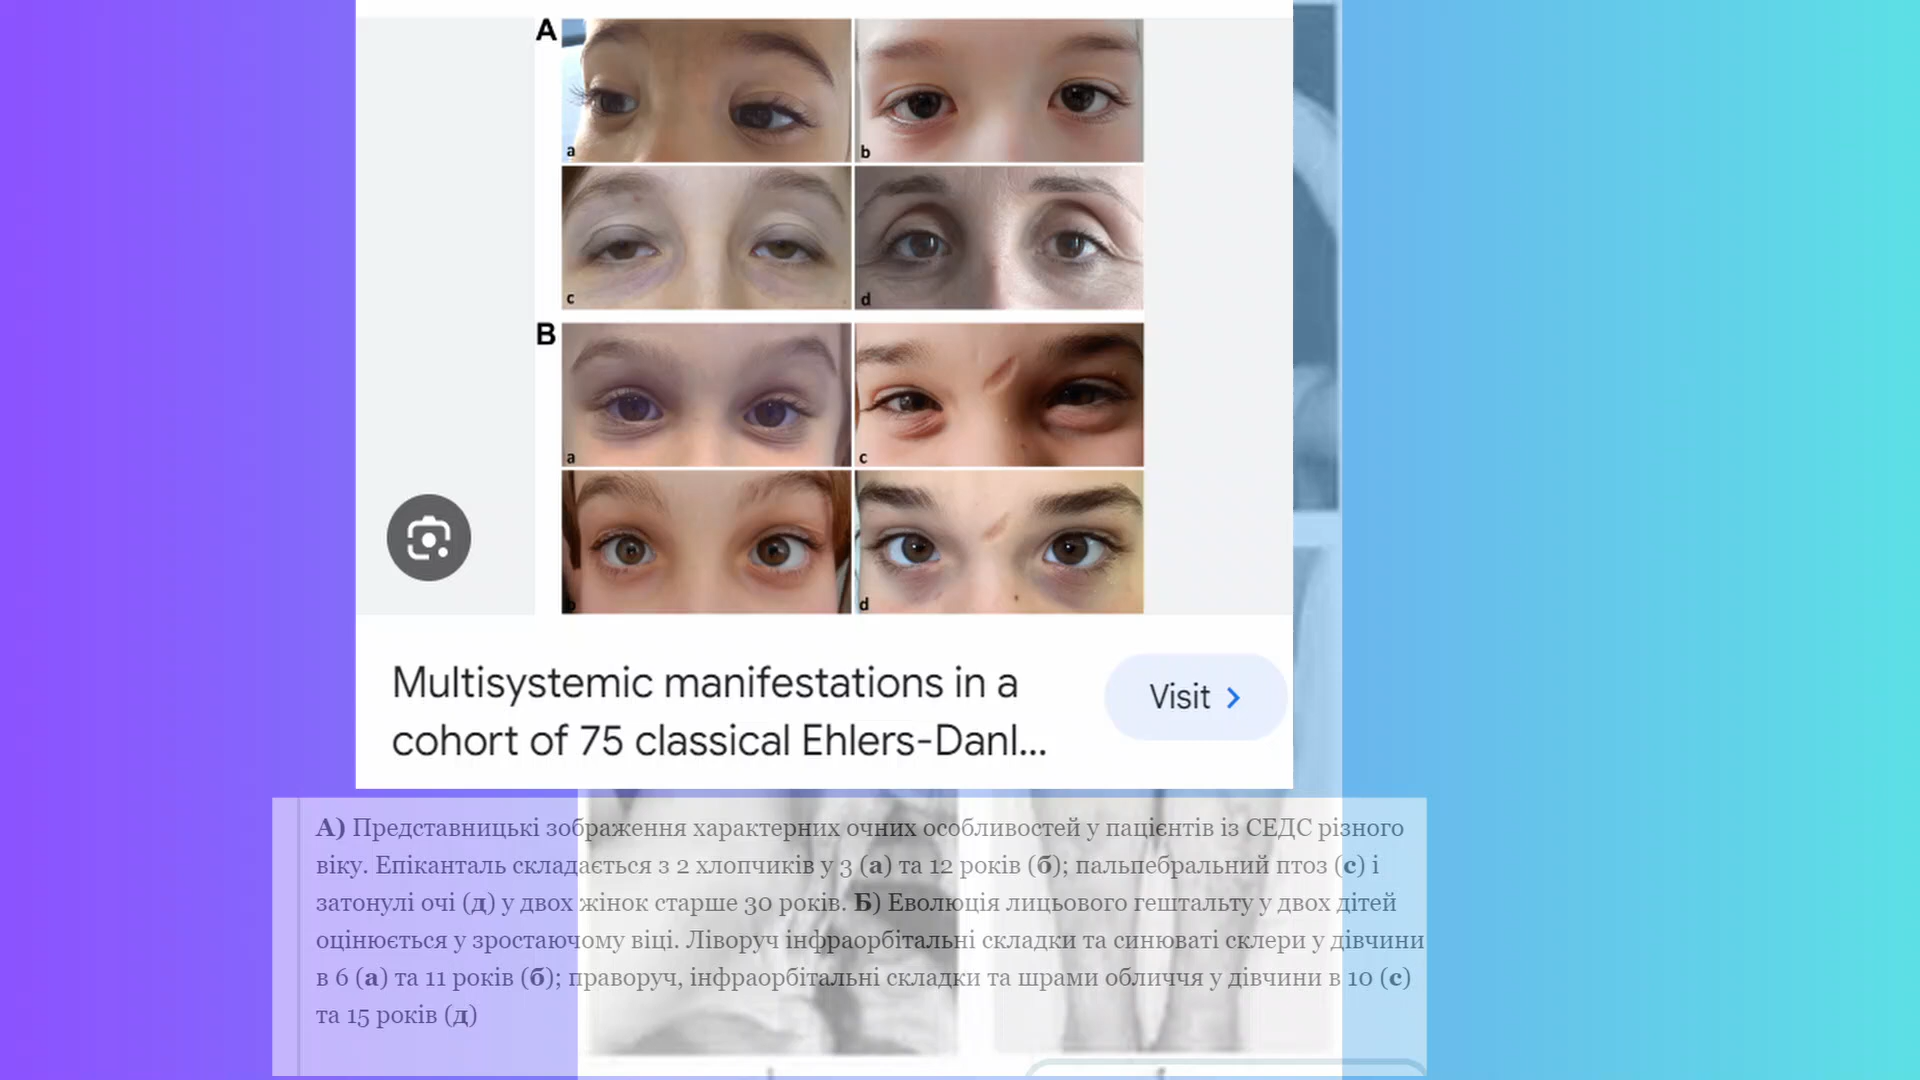 A
a
b
c
d
B
a
c
b
d
Multisystemic manifestations in a
cohort of 75 classical Ehlers-Danl...
Visit
А) Представницькі зображення характерних очних особливостей у пацієнтів із СЕДС різного
віку. Епіканталь складається з 2 хлопчиків у 3 (а) та 12 років (б); пальпебральний птоз (с) і
затонулі очі (д) у двох жінок старше 30 років. Б) Еволюція лицьового гештальту у двох дітей
оцінюється у зростаючому віці. Ліворуч інфраорбітальні складки та синюваті склери у дівчини
в 6 (а) та 11 років (б); праворуч, інфраорбітальні складки та шрами обличчя у дівчини в 10 (с)
та 15 років (д)